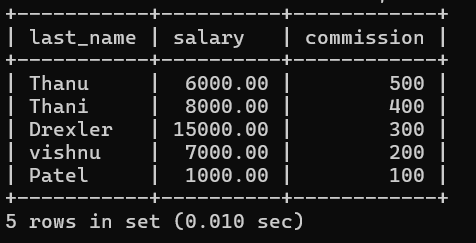 +-----------+----------+------------+
| last_name | salary   | commission |
+-----------+----------+------------+
| Thanu     |  6000.00 |        500 |
| Thani     |  8000.00 |        400 |
| Drexler   | 15000.00 |        300 |
| vishnu    |  7000.00 |        200 |
| Patel     |  1000.00 |        100 |
+-----------+----------+------------+
5 rows in set (0.010 sec)